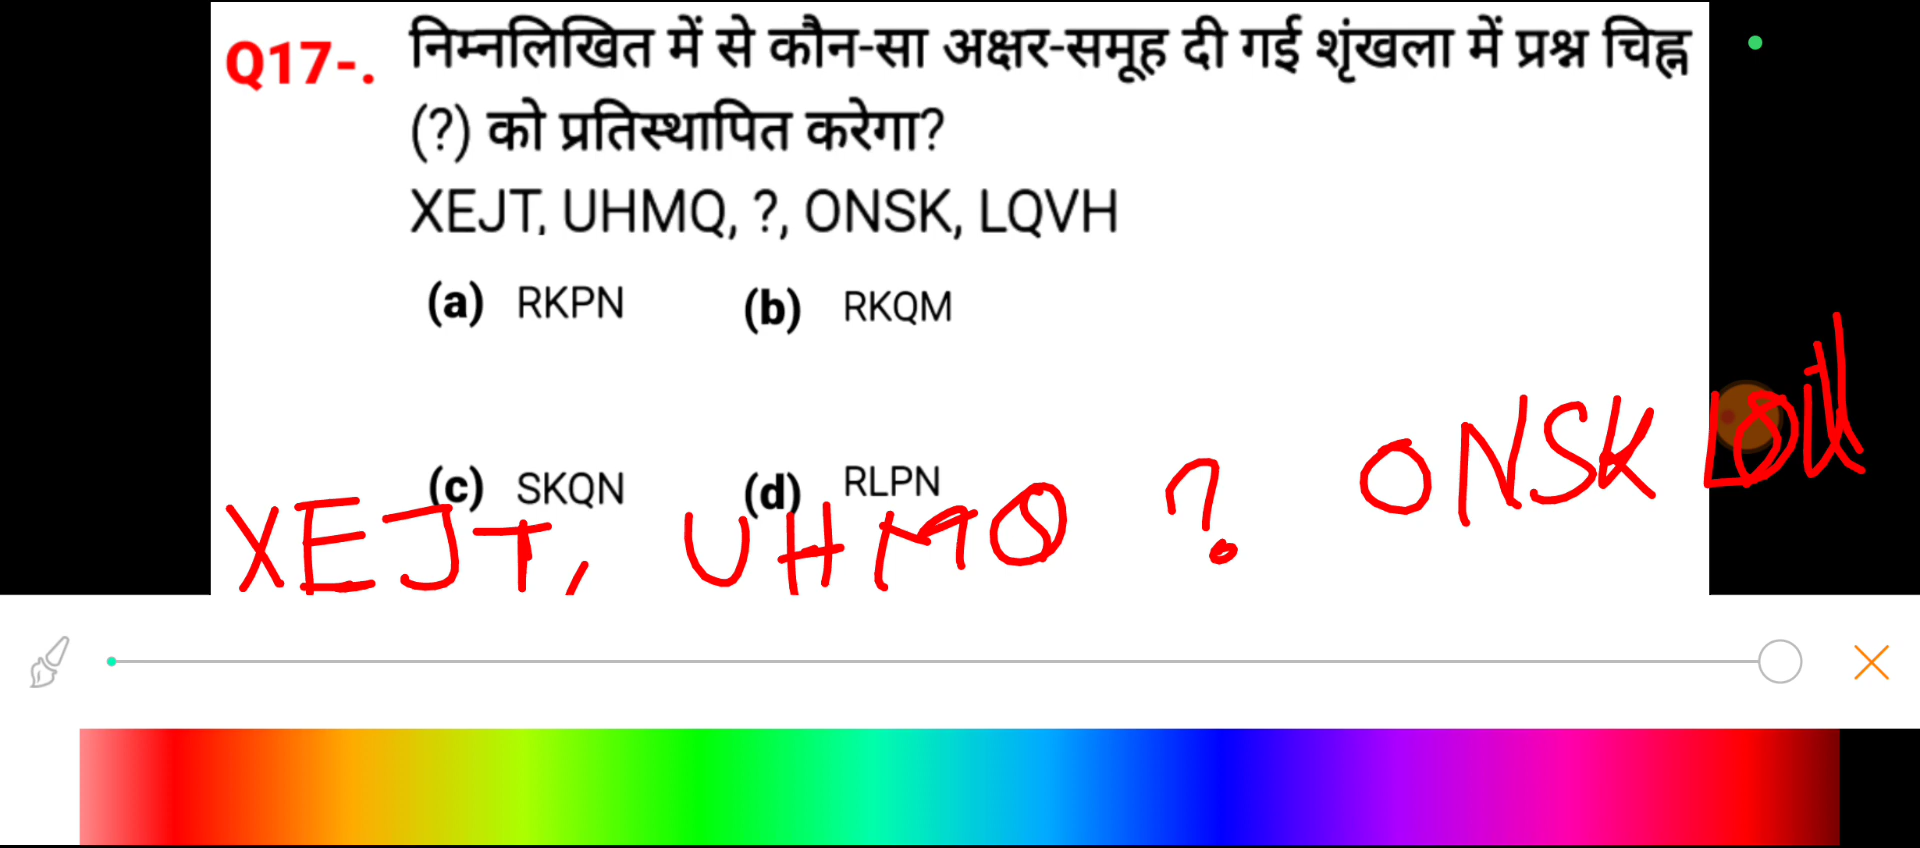 Q17-. निम्नलिखित में से कौन-सा अक्षर-समूह दी गई शृंखला में प्रश्न चिह्न
(?) को प्रतिस्थापित करेगा?
XEJT, UHMQ, ?, ONSK, LQVH
(a) RKPN (b) RKQM
(c) SKQN (d) RLPN
XEJT, UHMQ ? ONSK